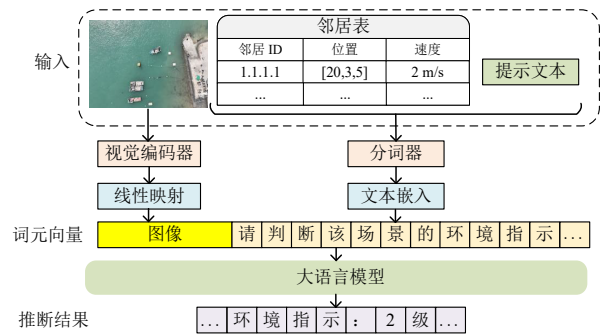 输入
邻居表
邻居 ID 位置 速度
1.1.1.1 [20,3,5] 2 m/s
... ... ...
提示文本
视觉编码器 分词器
线性映射 文本嵌入
词元向量 图像 请 判 断 该 场 景 的 环 境 指 示 ...
大语言模型
推断结果 ... 环 境 指 示 : 2 级 ...